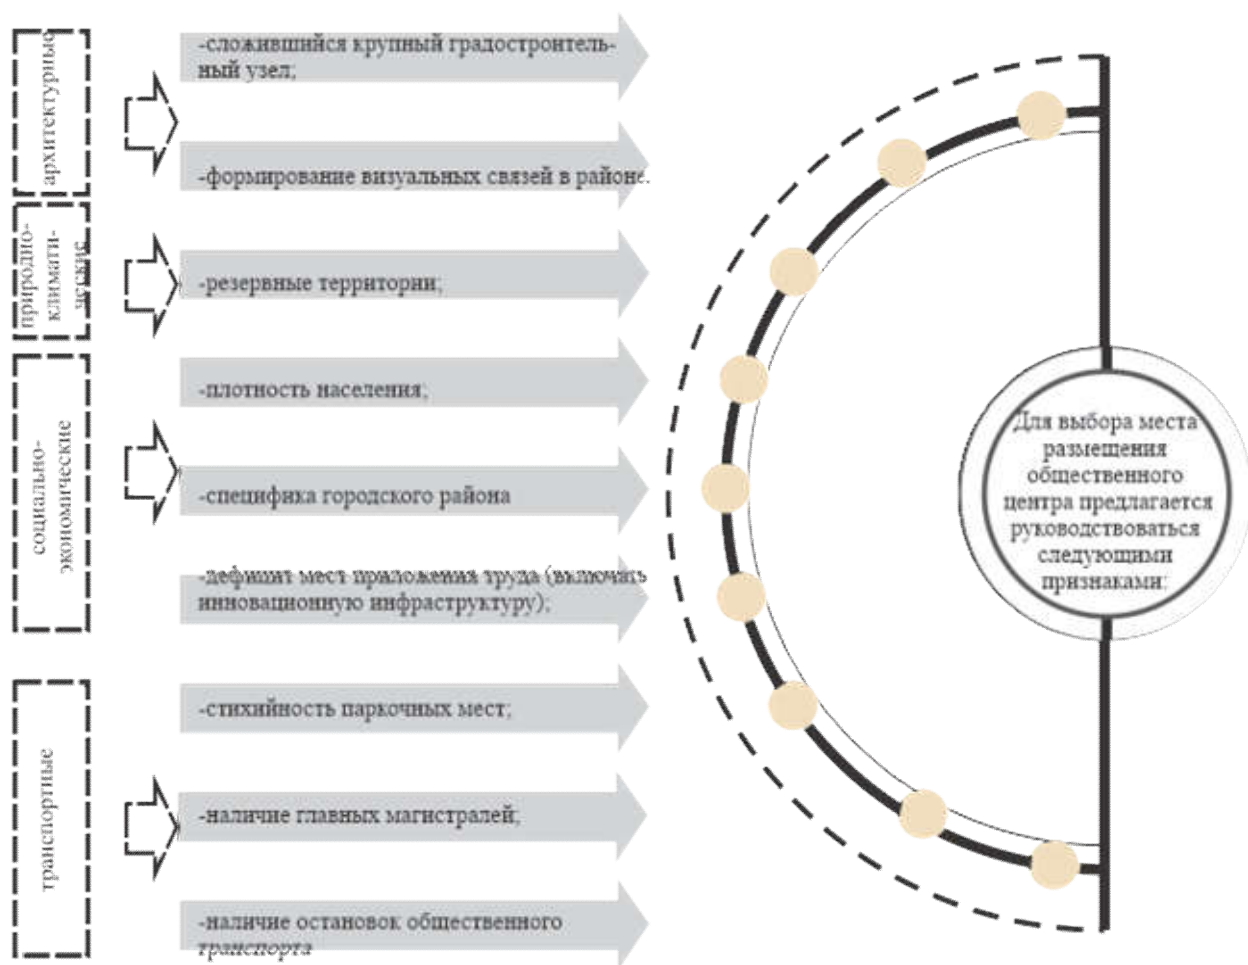 архитектурные
-сложившийся крупный градостроитель-
ный узел;
-формирование визуальных связей в районе.
природно-
климати-
ческие
-резервные территории;
социально-
экономические
-плотность населения;
-специфика городского района
-дефицит мест приложения труда (включать
инновационную инфраструктуру);
транспортные
-стихийность паркочных мест;
-наличие главных магистралей;
-наличие остановок общественного
транспорта
Для выбора места
размещения
общественного
центра предлагается
руководствоваться
следующими
признаками: